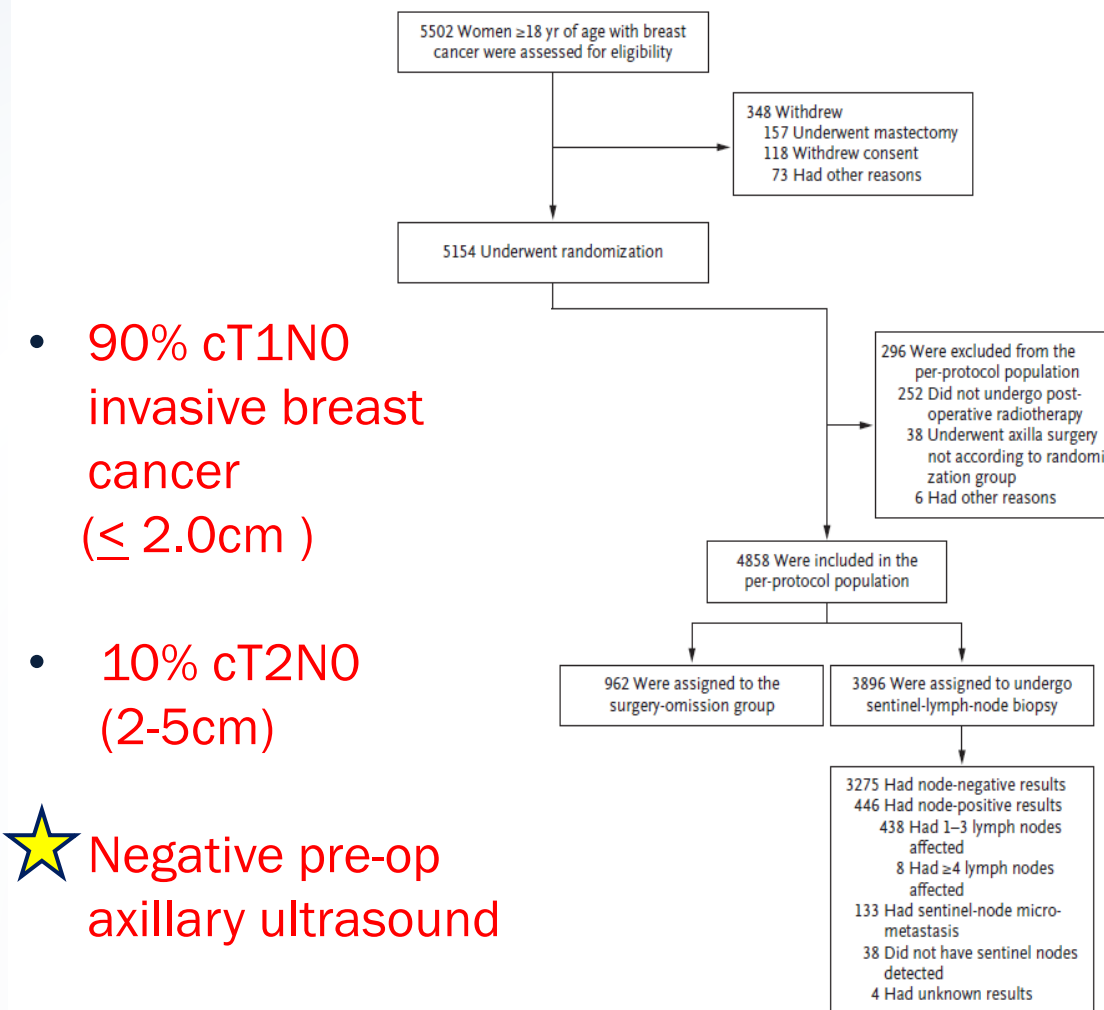 5502 Women ≥18 yr of age with breast
cancer were assessed for eligibility
348 Withdrew
157 Underwent mastectomy
118 Withdrew consent
73 Had other reasons
5154 Underwent randomization
• 90% cT1N0
invasive breast
cancer
(≤ 2.0cm )
• 10% cT2N0
(2-5cm)
Negative pre-op
axillary ultrasound
296 Were excluded from the
per-protocol population
252 Did not undergo post-
operative radiotherapy
38 Underwent axilla surgery
not according to randomi
zation group
6 Had other reasons
4858 Were included in the
per-protocol population
962 Were assigned to the
surgery-omission group
3896 Were assigned to undergo
sentinel-lymph-node biopsy
3275 Had node-negative results
446 Had node-positive results
438 Had 1–3 lymph nodes
affected
8 Had ≥4 lymph nodes
affected
133 Had sentinel-node micro-
metastasis
38 Did not have sentinel nodes
detected
4 Had unknown results